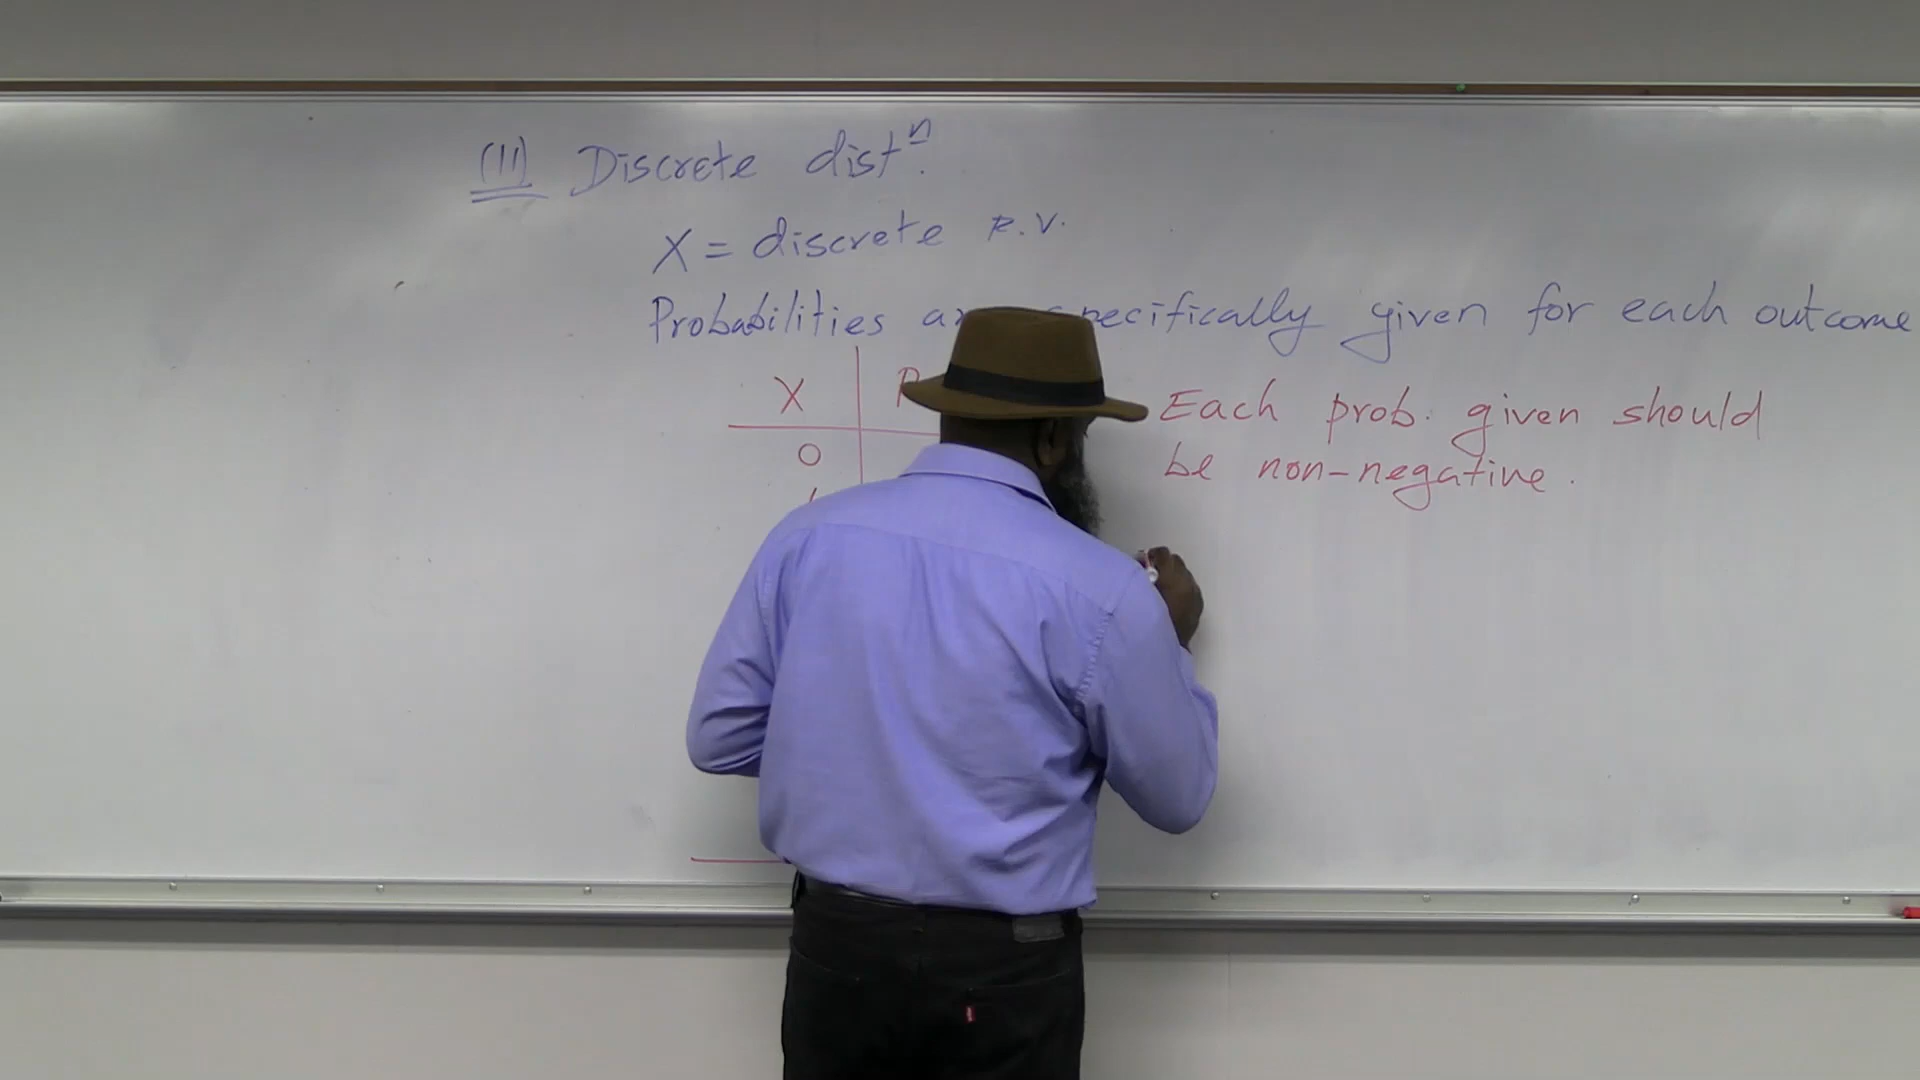 (II) Discrete distⁿ.
X = discrete R.V.
Probabilities specifically given for each outcome
X
0
Each prob. given should
be non-negative.